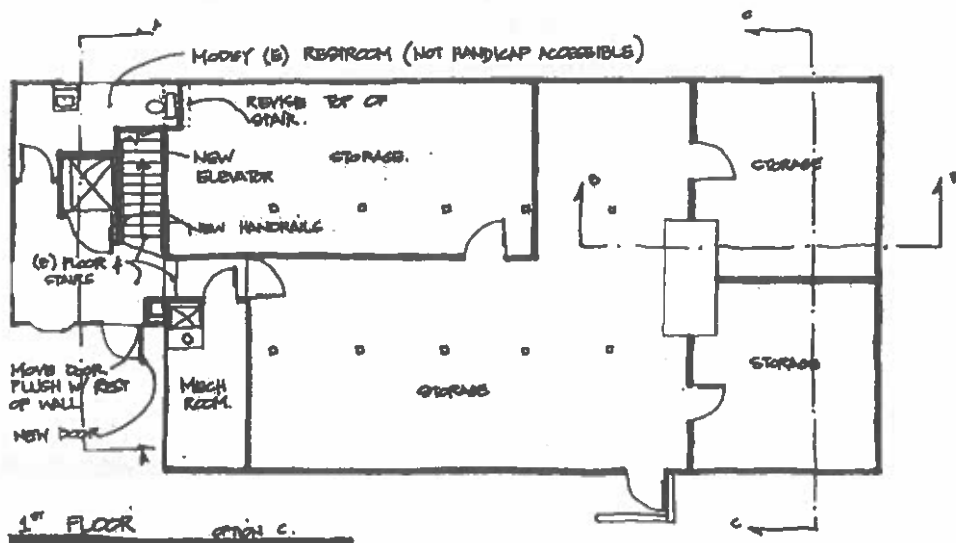 A
C
MODIFY (E) RESTROOM (NOT HANDICAP ACCESSIBLE)
REVISE TOP OF
STAIR.
STORAGE.
NEW
ELEVATOR
STORAGE
B
B
NEW HANDRAILS
(E) FLOOR &
STAIRS
MOVE DOOR
FLUSH W/ REST
OF WALL
NEW DOOR
MECH
ROOM.
STORAGE
STORAGE
A
C
1ST FLOOR
OPTION C.